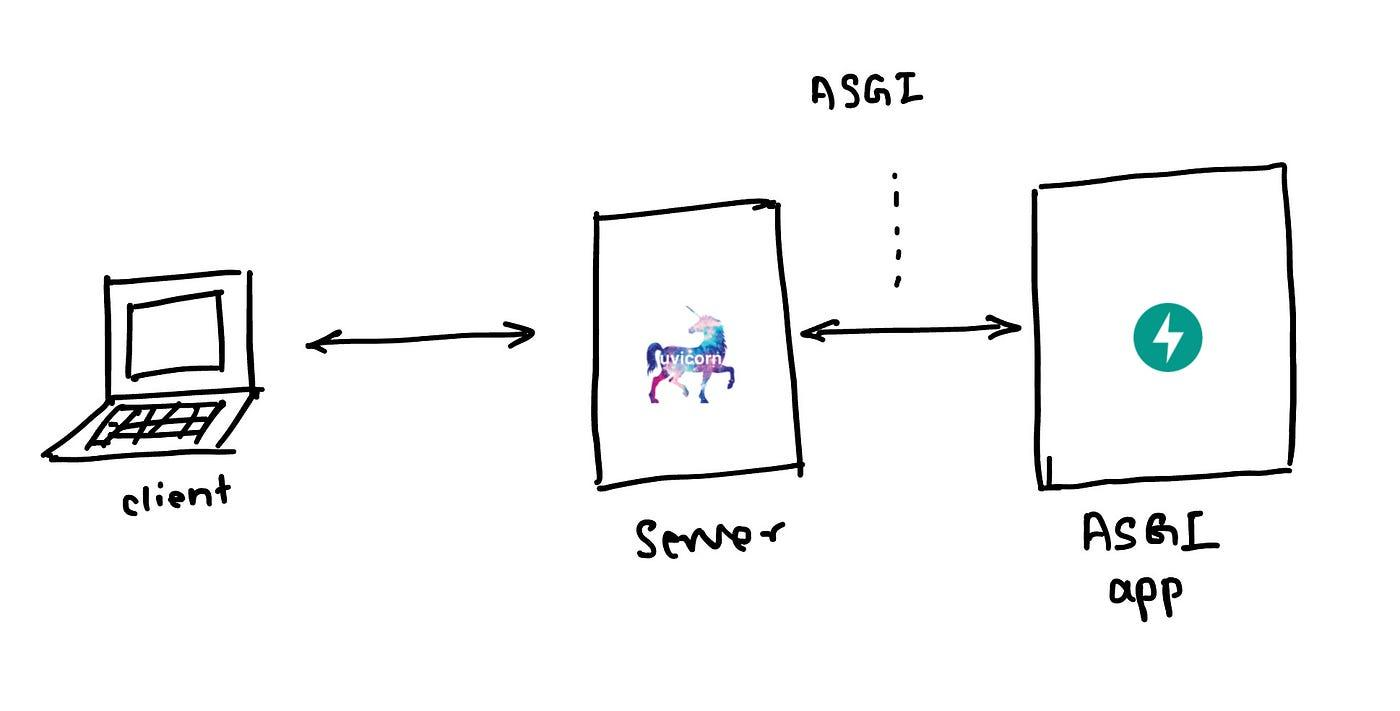 ASGI
uvicorn
client
Server
ASGI
app